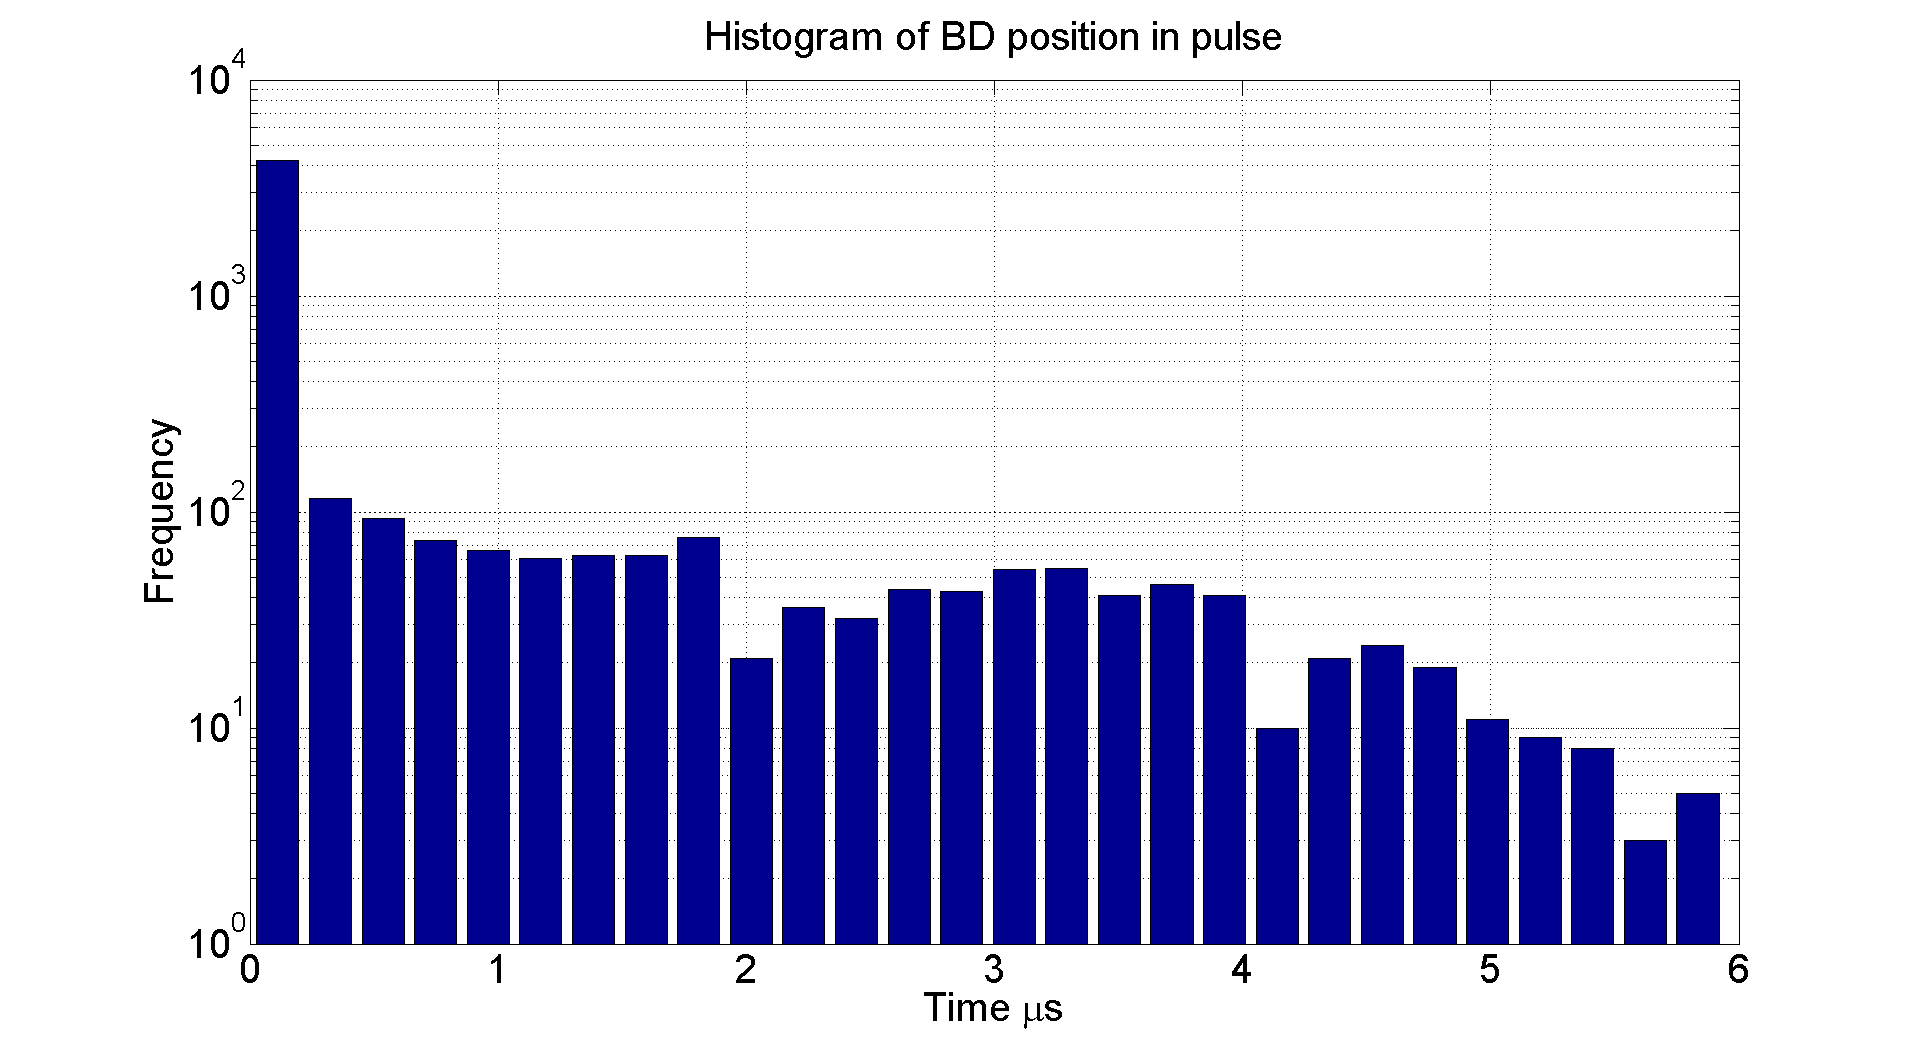 Histogram of BD position in pulse
10^4
10^3
10^2
10^1
10^0
Frequency
0 1 2 3 4 5 6
Time μs